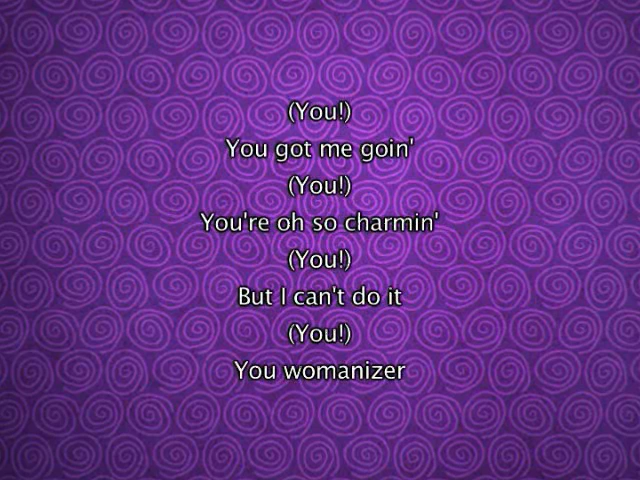 (You!)
You got me goin'
(You!)
You're oh so charmin'
(You!)
But I can't do it
(You!)
You womanizer